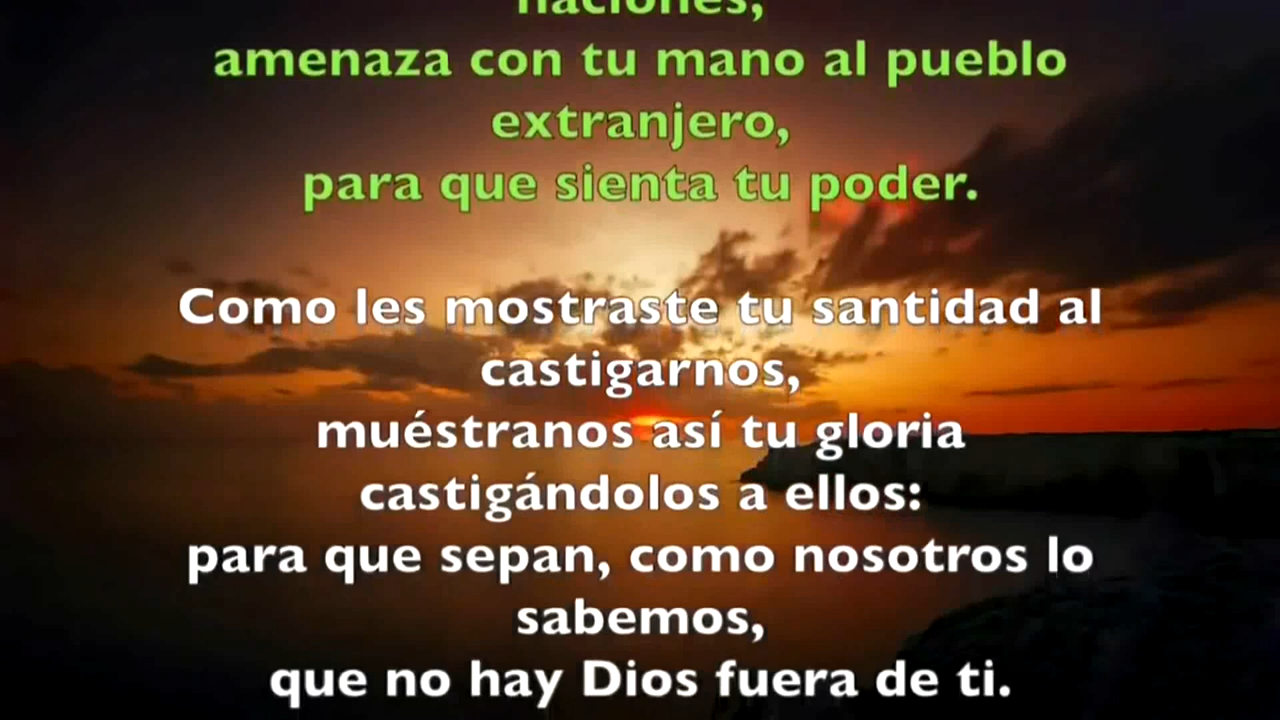 naciones,
amenaza con tu mano al pueblo
extranjero,
para que sienta tu poder.
Como les mostraste tu santidad al
castigarnos,
muéstranos así tu gloria
castigándolos a ellos:
para que sepan, como nosotros lo
sabemos,
que no hay Dios fuera de ti.